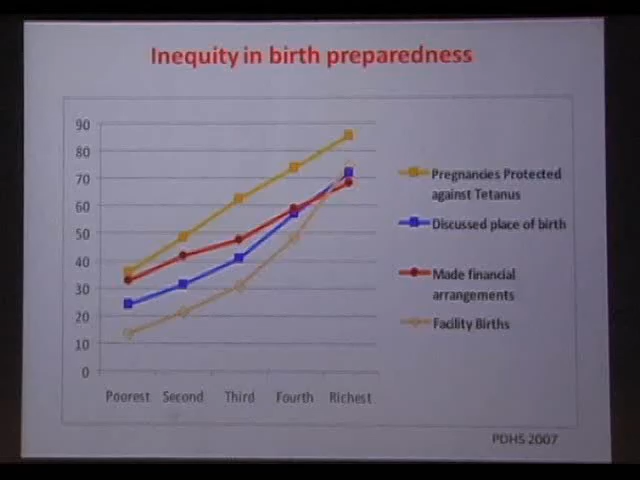 Inequity in birth preparedness
90
80
70
60
50
40
30
20
10
0
Poorest Second Third Fourth Richest
Pregnancies Protected
against Tetanus
Discussed place of birth
Made financial
arrangements
Facility Births
PDHS 2007